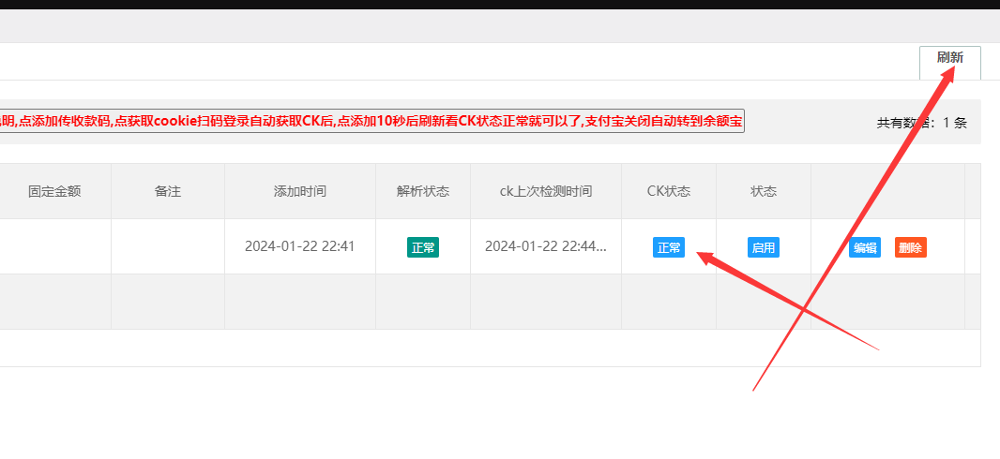 刷新
明,点添加传收款码,点获取cookie扫码登录自动获取CK后,点添加10秒后刷新看CK状态正常就可以了,支付宝关闭自动转到余额宝
共有数据：1 条
固定金额 备注 添加时间 解析状态 ck上次检测时间 CK状态 状态
2024-01-22 22:41 正常 2024-01-22 22:44... 正常 启用 编辑 删除